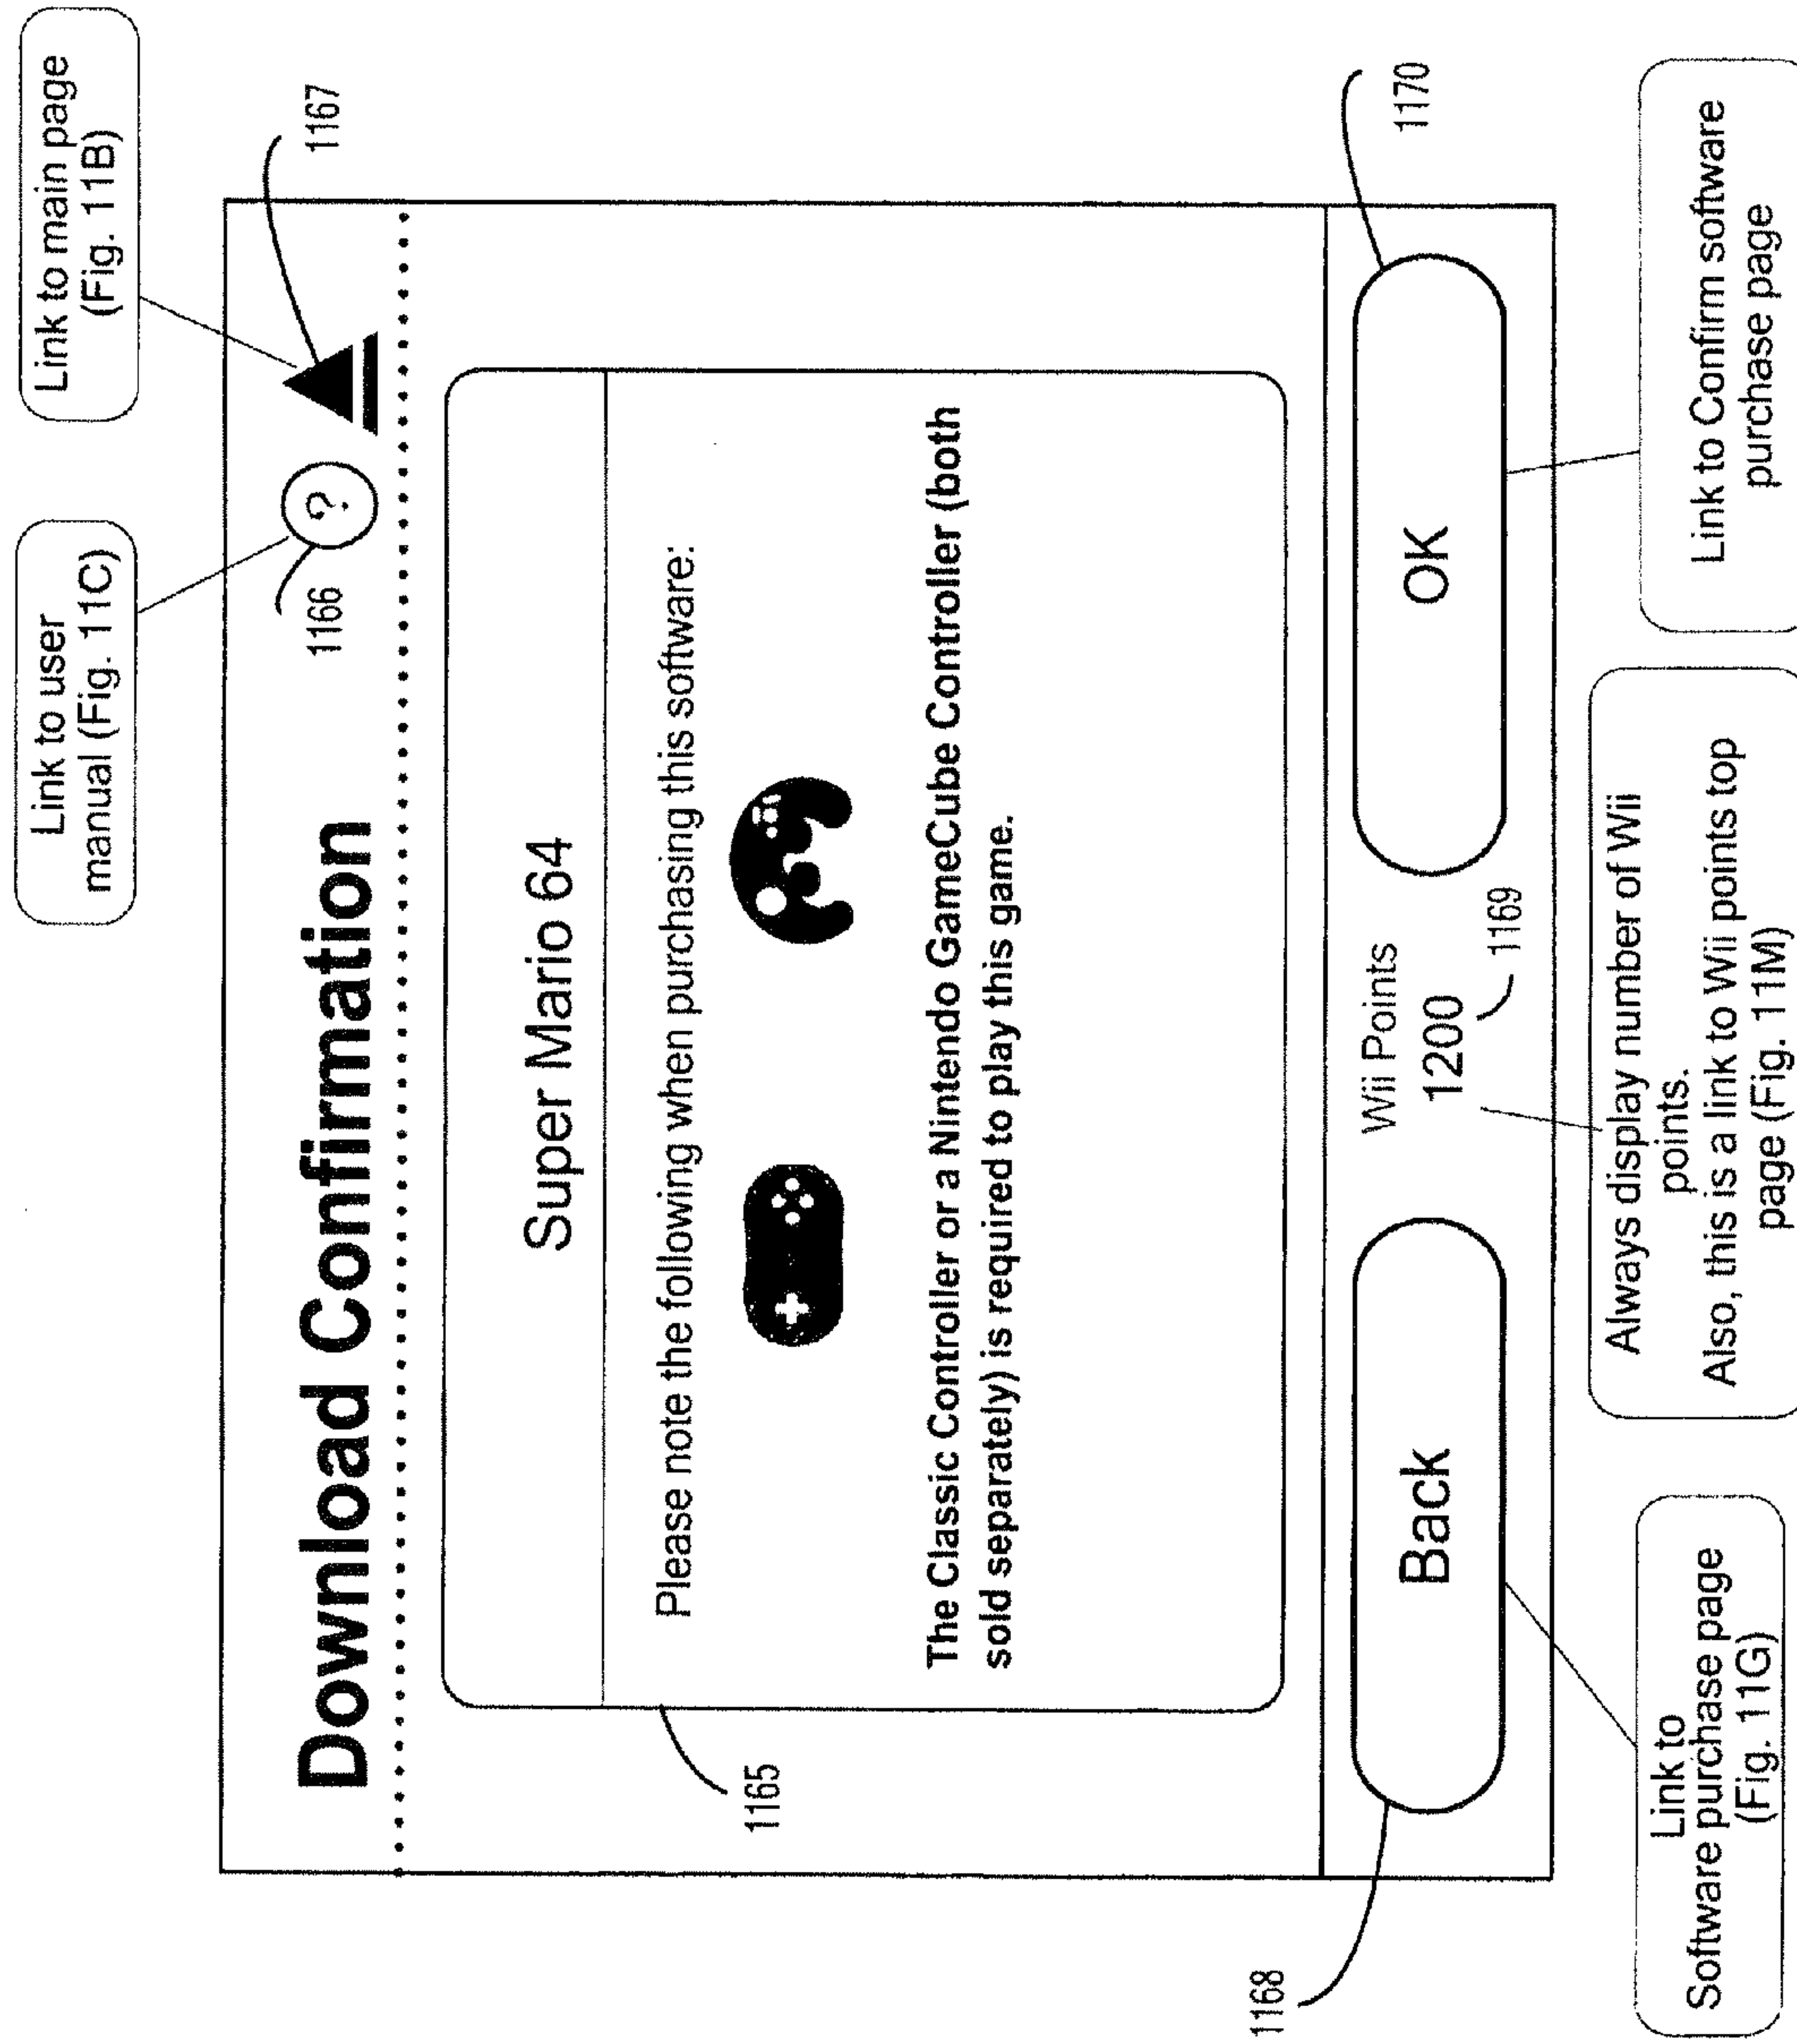 Link to user
manual (Fig. 11C)
Link to main page
(Fig. 11B)
Download Confirmation
1166
?
1167
Super Mario 64
1165
Please note the following when purchasing this software:
The Classic Controller or a Nintendo GameCube Controller (both
sold separately) is required to play this game.
1168
Back
Wii Points
1200
1169
OK
1170
Link to
Software purchase page
(Fig. 11G)
Always display number of Wii
points.
Also, this is a link to Wii points top
page (Fig. 11M)
Link to Confirm software
purchase page